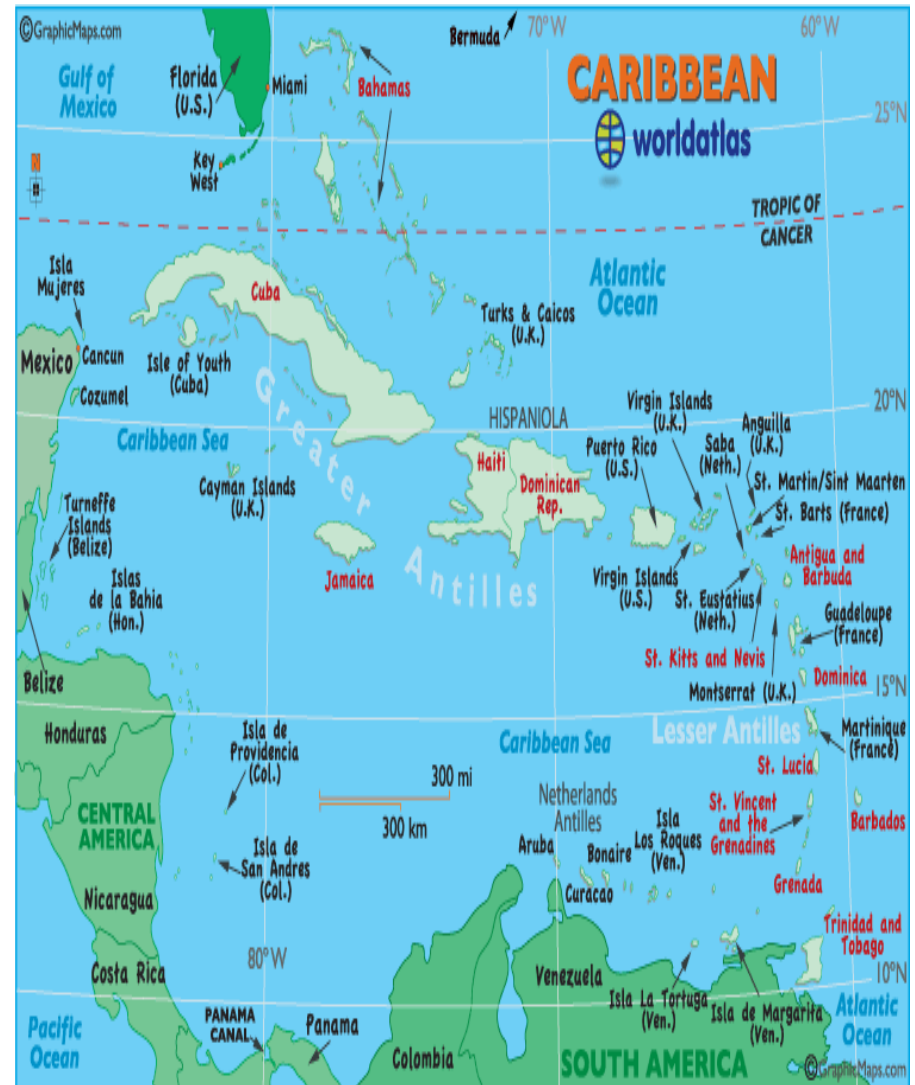 ©GraphicMaps.com
Bermuda
70° W
60° W
Gulf of
Mexico
Florida
(U.S.)
Miami
Bahamas
CARIBBEAN
worldatlas
25°N
Key
West
N
TROPIC OF
CANCER
Isla
Mujeres
Cuba
Atlantic
Ocean
Turks & Caicos
(U.K.)
Mexico
Cancun
Cozumel
Isle of Youth
(Cuba)
Greater
Antilles
20°N
HISPANIOLA
Virgin Islands
(U.K.)
Anguilla
(U.K.)
Caribbean Sea
Puerto Rico
(U.S.)
Saba
(Neth.)
Haiti
Dominican
Rep.
St. Martin/Sint Maarten
St. Barts (France)
Cayman Islands
(U.K.)
Turneffe
Islands
(Belize)
Jamaica
Antigua and
Barbuda
Virgin Islands
(U.S.)
St. Eustatius
(Neth.)
Islas
de la Bahia
(Hon.)
Guadeloupe
(France)
St. Kitts and Nevis
Dominica
Montserrat (U.K.)
15°N
Belize
Honduras
Isla de
Providencia
(Col.)
Caribbean Sea
Lesser Antilles
Martinique
(France)
St. Lucia
300 mi
300 km
Netherlands
Antilles
St. Vincent
and the
Grenadines
Barbados
CENTRAL
AMERICA
Isla
Los Roques
(Ven.)
Aruba
Bonaire
Curacao
Isla de
San Andres
(Col.)
Grenada
Nicaragua
Trinidad and
Tobago
80° W
Costa Rica
Venezuela
10°N
Isla La Tortuga
(Ven.)
Isla de Margarita
(Ven.)
Atlantic
Ocean
Pacific
Ocean
PANAMA
CANAL
Panama
Colombia
SOUTH AMERICA
©GraphicMaps.com